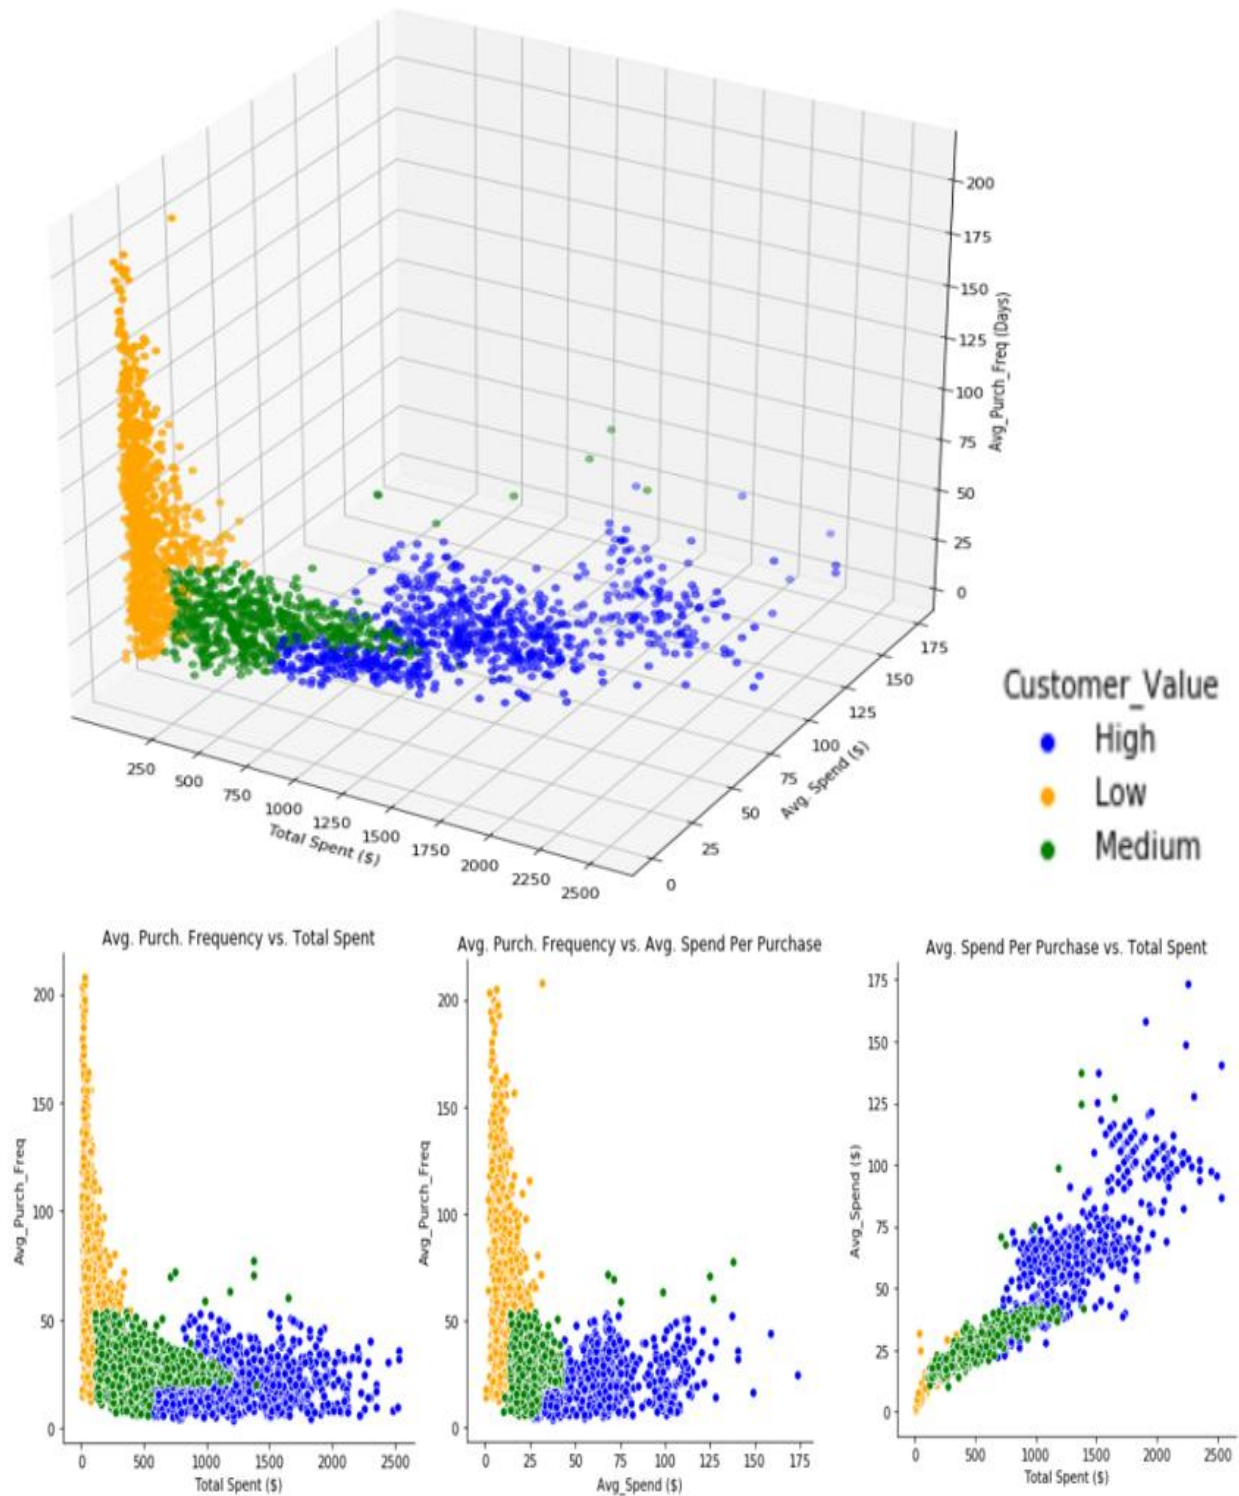 200
175
150
125
100
75
50
25
0
Avg_Purch_Freq (Days)
175
150
125
100
75
50
25
0
Avg. Spend ($)
250
500
750
1000
1250
1500
1750
2000
2250
2500
Total Spent ($)
Customer_Value
High
Low
Medium
Avg. Purch. Frequency vs. Total Spent
200
150
100
50
0
Avg_Purch_Freq
0 500 1000 1500 2000 2500
Total Spent ($)
Avg. Purch. Frequency vs. Avg. Spend Per Purchase
200
150
100
50
0
Avg_Purch_Freq
0 25 50 75 100 125 150 175
Avg_Spend ($)
Avg. Spend Per Purchase vs. Total Spent
175
150
125
100
75
50
25
0
Avg_Spend ($)
0 500 1000 1500 2000 2500
Total Spent ($)